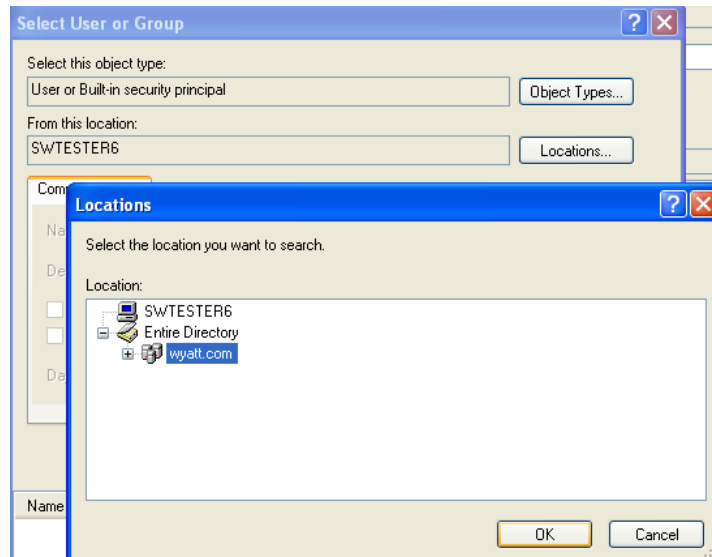 Select User or Group
Select this object type:
User or Built-in security principal
Object Types...
From this location:
SWTESTER6
Locations...
Locations
Select the location you want to search.
Location:
SWTESTER6
Entire Directory
wyatt.com
Name
OK
Cancel